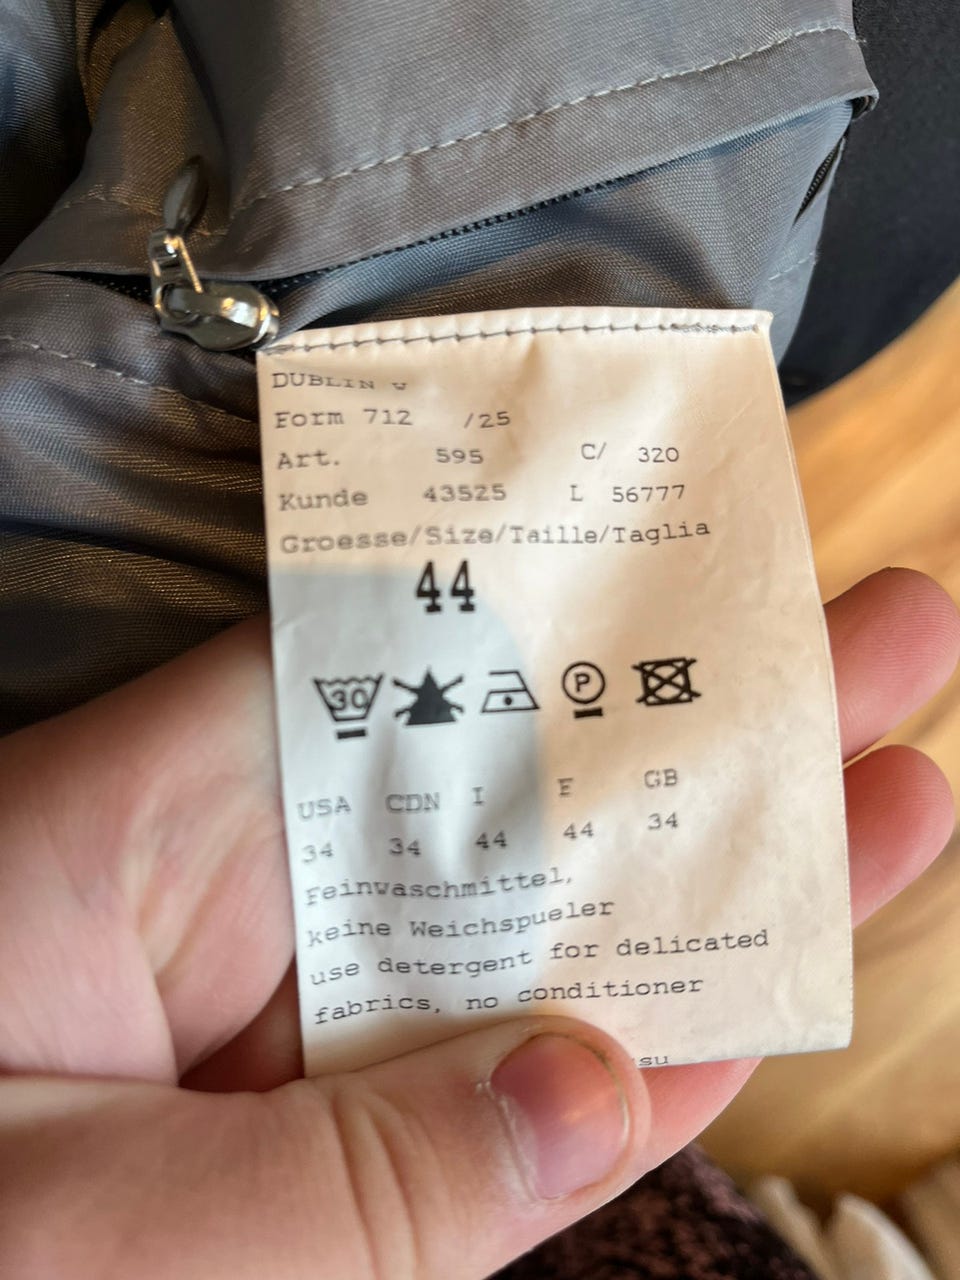 DUBLIN W
Form 712 /25
Art. 595 C/ 320
Kunde 43525 L 56777
Groesse/Size/Taille/Taglia
44
30 P
USA CDN I E GB
34 34 44 44 34
Feinwaschmittel,
keine Weichspueler
use detergent for delicated
fabrics, no conditioner